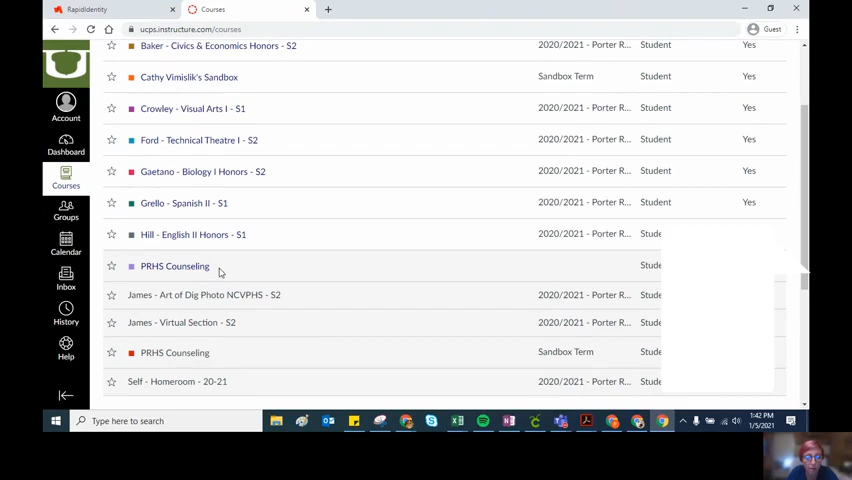 RapidIdentity
Courses
ucps.instructure.com/courses
Guest
Baker - Civics & Economics Honors - S2 2020/2021 - Porter R... Student Yes
Cathy Vimislik's Sandbox Sandbox Term Student Yes
Crowley - Visual Arts I - S1 2020/2021 - Porter R... Student Yes
Ford - Technical Theatre I - S2 2020/2021 - Porter R... Student Yes
Gaetano - Biology I Honors - S2 2020/2021 - Porter R... Student Yes
Grello - Spanish II - S1 2020/2021 - Porter R... Student Yes
Hill - English II Honors - S1 2020/2021 - Porter R... Stude
PRHS Counseling Stude
James - Art of Dig Photo NCVPHS - S2 2020/2021 - Porter R... Stude
James - Virtual Section - S2 2020/2021 - Porter R... Stude
PRHS Counseling Sandbox Term Stude
Self - Homeroom - 20-21 2020/2021 - Porter R... Stude
Account
Dashboard
Courses
Groups
Calendar
Inbox
History
Help
Type here to search
1:42 PM
1/5/2021